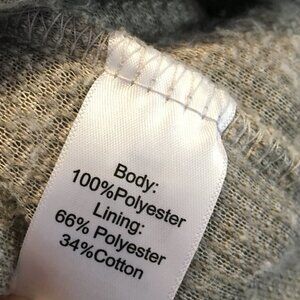 Body:
100%Polyester
Lining:
66% Polyester
34%Cotton